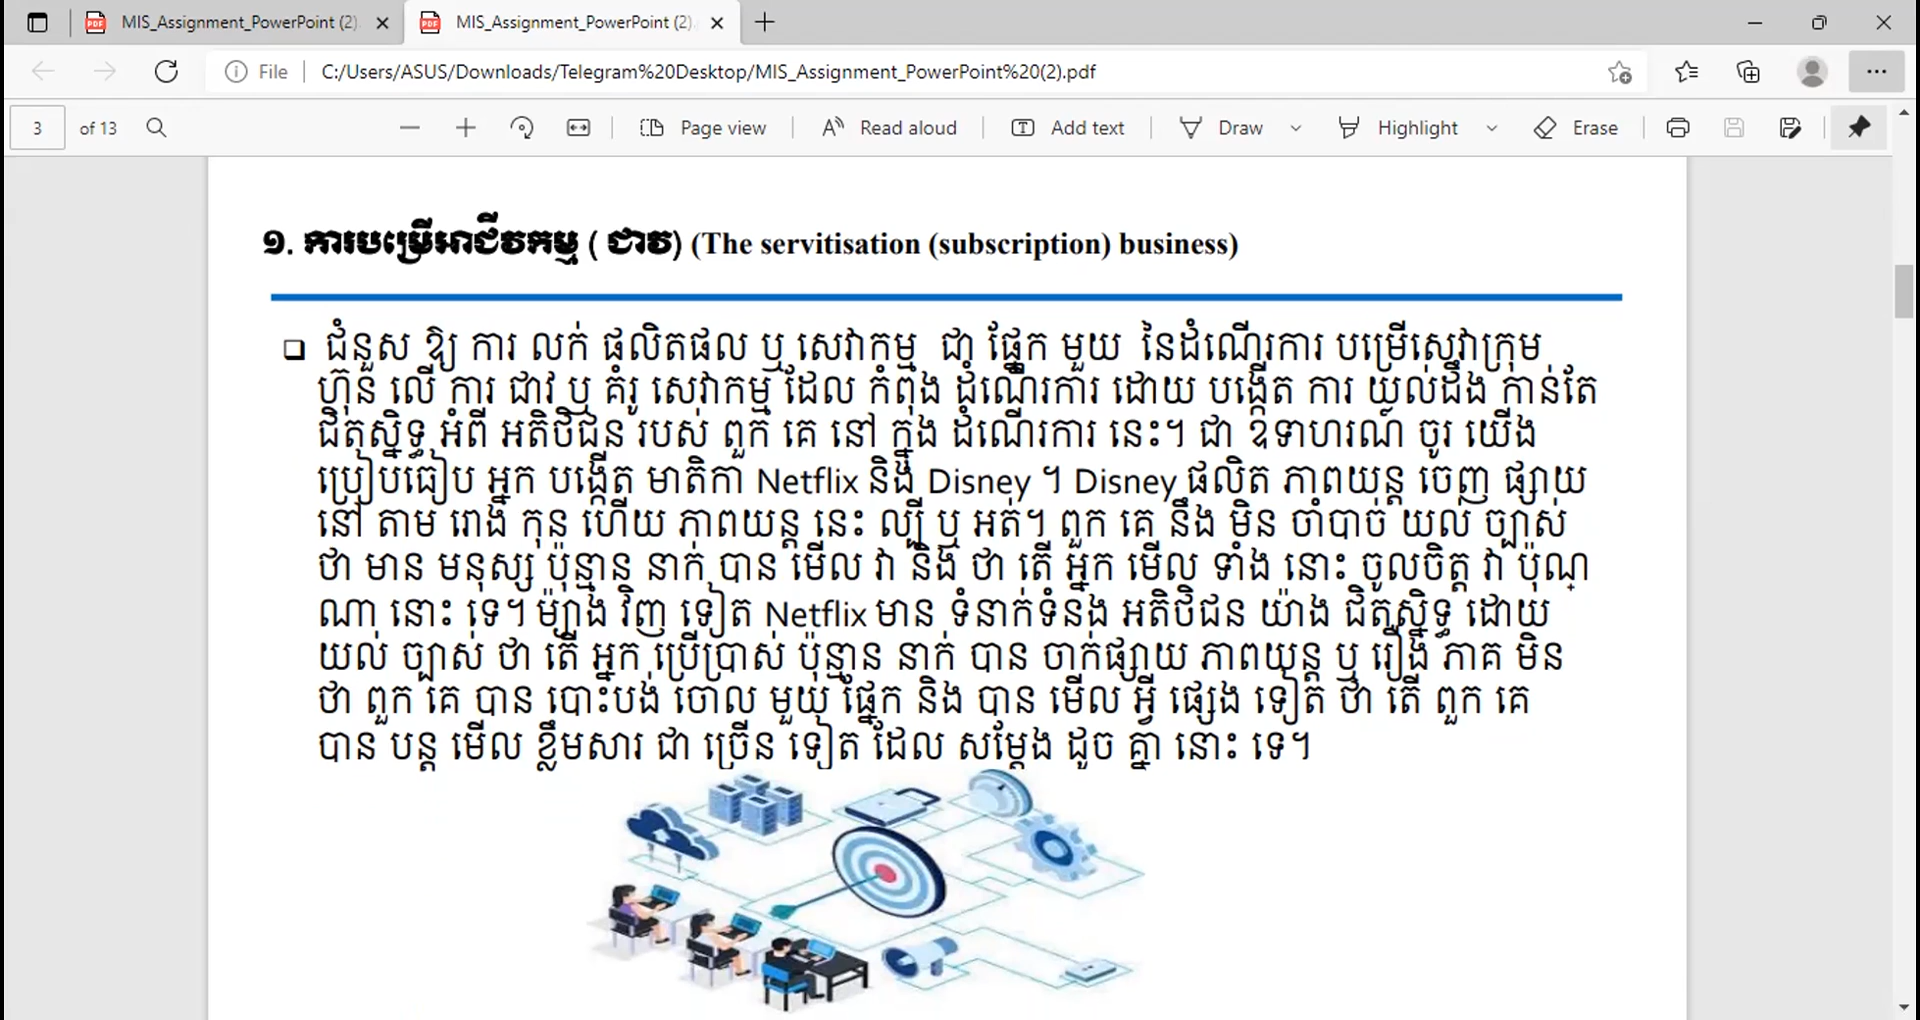 MIS_Assignment_PowerPoint (2).
MIS_Assignment_PowerPoint (2).
File
C:/Users/ASUS/Downloads/Telegram%20Desktop/MIS_Assignment_PowerPoint%20(2).pdf
3 of 13 Page view Read aloud Add text Draw Highlight Erase
១. ការបម្រើអាជីវកម្ម ( ជាវ) (The servitisation (subscription) business)
ជំនួស ឱ្យ ការ លក់ ផលិតផល ឬ សេវាកម្ម ជា ផ្នែក មួយ នៃដំណើរការ បម្រើសេវាក្រុម
ហ៊ុន លើ ការ ជាវ ឬ គំរូ សេវាកម្ម ដែល កំពុង ដំណើរការ ដោយ បង្កើត ការ យល់ដឹង កាន់តែ
ជិតស្និទ្ធ អំពី អតិថិជន របស់ ពួក គេ នៅ ក្នុង ដំណើរការ នេះ។ ជា ឧទាហរណ៍ ចូរ យើង
ប្រៀបធៀប អ្នក បង្កើត មាតិកា Netflix និង Disney ។ Disney ផលិត ភាពយន្ត ចេញ ផ្សាយ
នៅ តាម រោង កុន ហើយ ភាពយន្ត នេះ ល្បី ឬ អត់។ ពួក គេ នឹង មិន ចាំបាច់ យល់ ច្បាស់
ថា មាន មនុស្ស ប៉ុន្មាន នាក់ បាន មើល វា និង ថា តើ អ្នក មើល ទាំង នោះ ចូលចិត្ត វា ប៉ុណ្
ណា នោះ ទេ។ ម៉្យាង វិញ ទៀត Netflix មាន ទំនាក់ទំនង អតិថិជន យ៉ាង ជិតស្និទ្ធ ដោយ
យល់ ច្បាស់ ថា តើ អ្នក ប្រើប្រាស់ ប៉ុន្មាន នាក់ បាន ចាក់ផ្សាយ ភាពយន្ត ឬ រឿង ភាគ មិន
ថា ពួក គេ បាន បោះបង់ ចោល មួយ ផ្នែក និង បាន មើល អ្វី ផ្សេង ទៀត ថា តើ ពួក គេ
បាន បន្ត មើល ខ្លឹមសារ ជា ច្រើន ទៀត ដែល សម្តែង ដូច គ្នា នោះ ទេ។